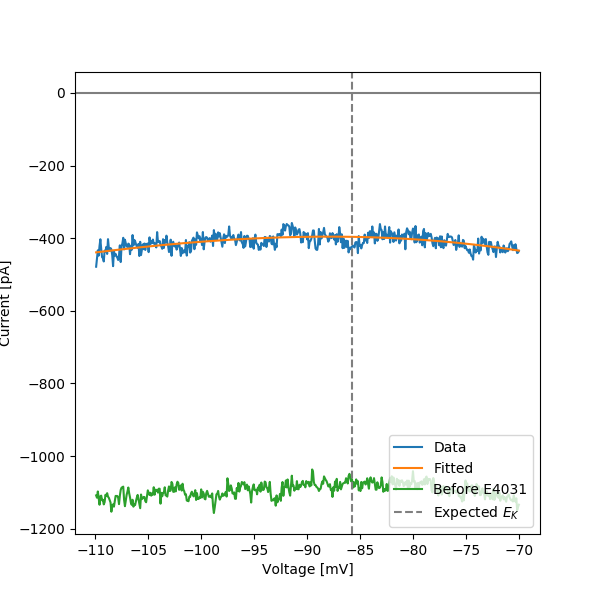 0
−200
−400
−600
−800
−1000
−1200
Current [pA]
Data
Fitted
Before E4031
Expected E_K
−110
−105
−100
−95
−90
−85
−80
−75
−70
Voltage [mV]